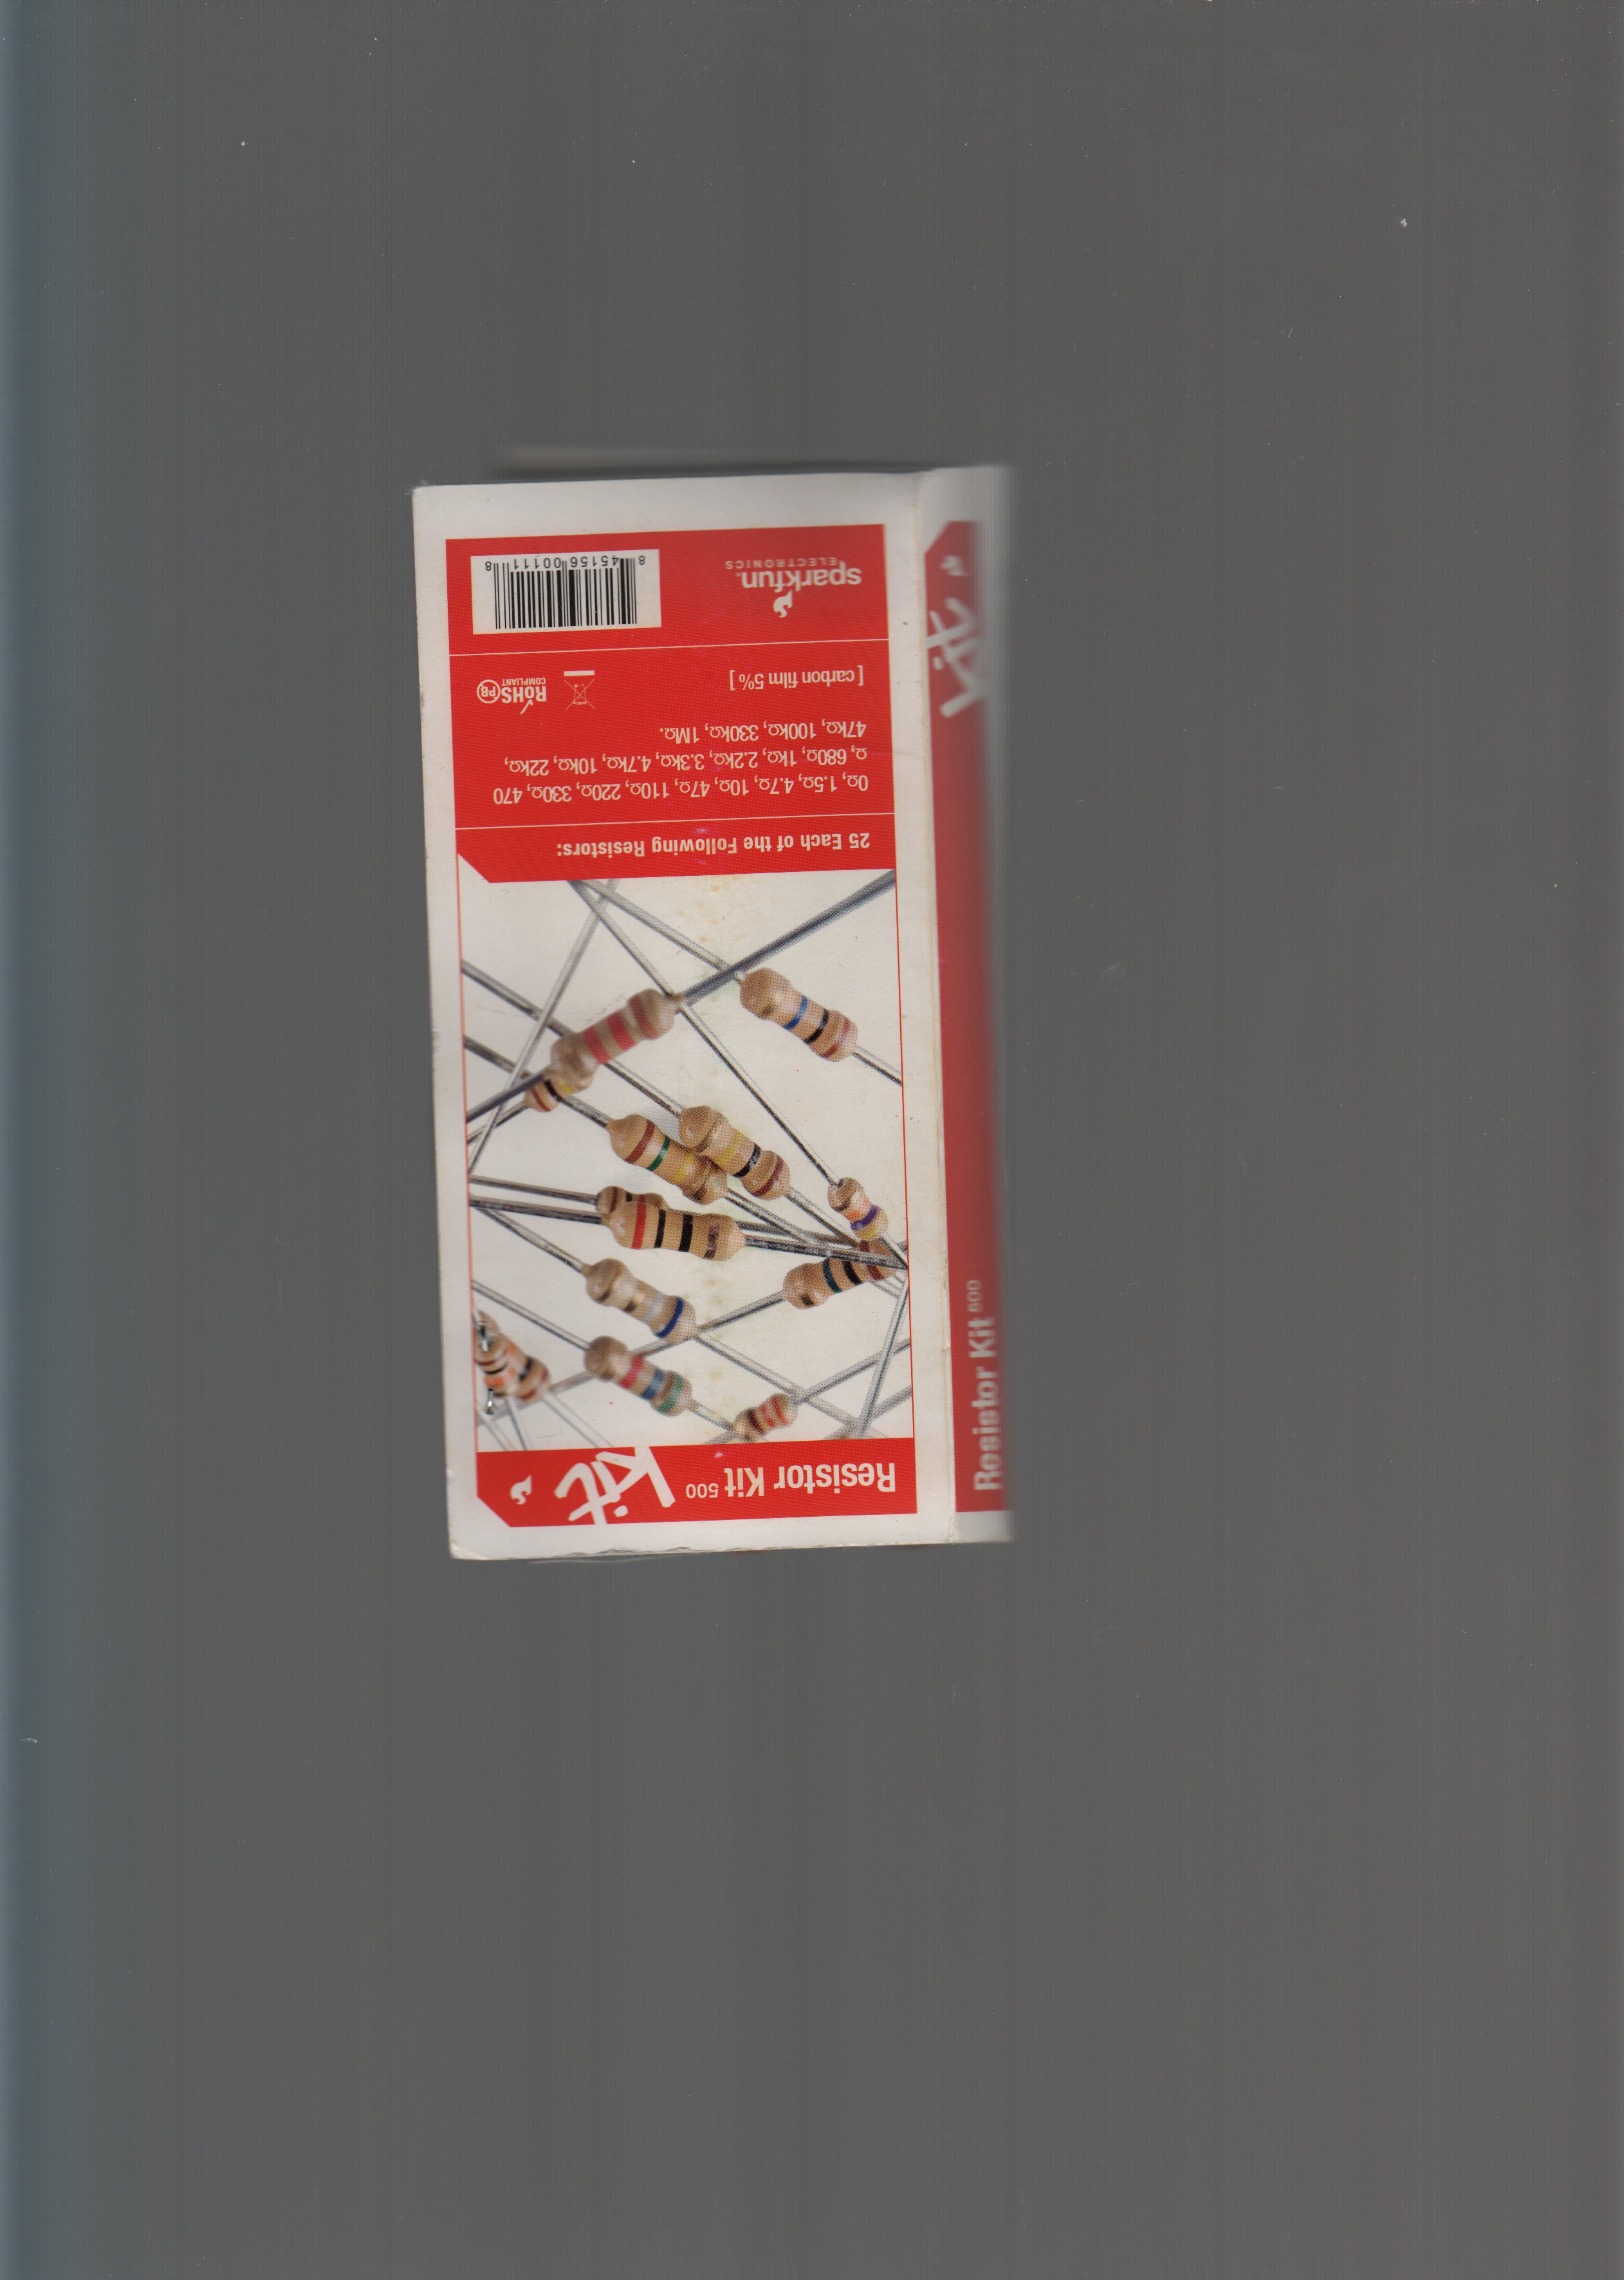 Resistor Kit 500
kit
25 Each of the Following Resistors:
0Ω, 1.5Ω, 4.7Ω, 10Ω, 47Ω, 110Ω, 220Ω, 330Ω, 470
Ω, 680Ω, 1kΩ, 2.2kΩ, 3.3kΩ, 4.7kΩ, 10kΩ, 22kΩ,
47kΩ, 100kΩ, 330kΩ, 1MΩ.
[ carbon film 5% ]
RoHS
COMPLIANT
PB
sparkfun
ELECTRONICS
8 45156 00111 8
Resistor Kit 500
kit